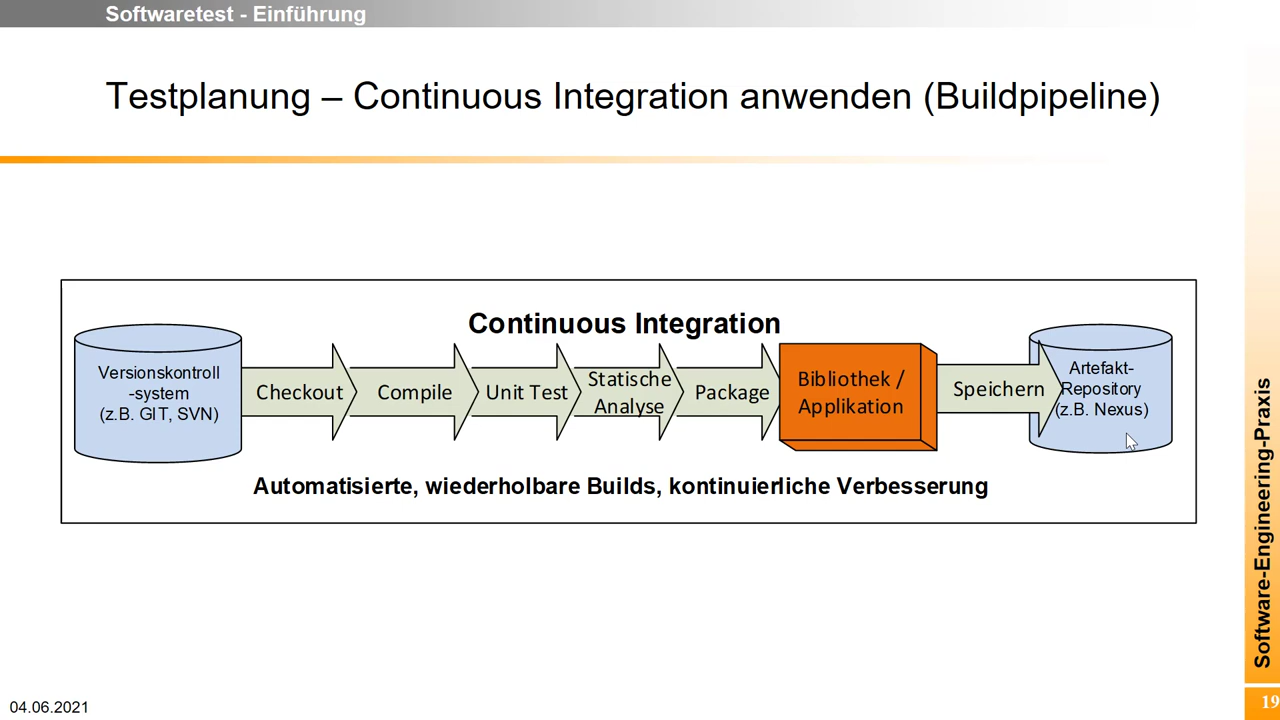 Softwaretest - Einführung
Testplanung – Continuous Integration anwenden (Buildpipeline)
Continuous Integration
Versionskontroll
-system
(z.B. GIT, SVN)
Checkout
Compile
Unit Test
Statische
Analyse
Package
Bibliothek /
Applikation
Speichern
Artefakt-
Repository
(z.B. Nexus)
Automatisierte, wiederholbare Builds, kontinuierliche Verbesserung
Software-Engineering-Praxis
04.06.2021
19